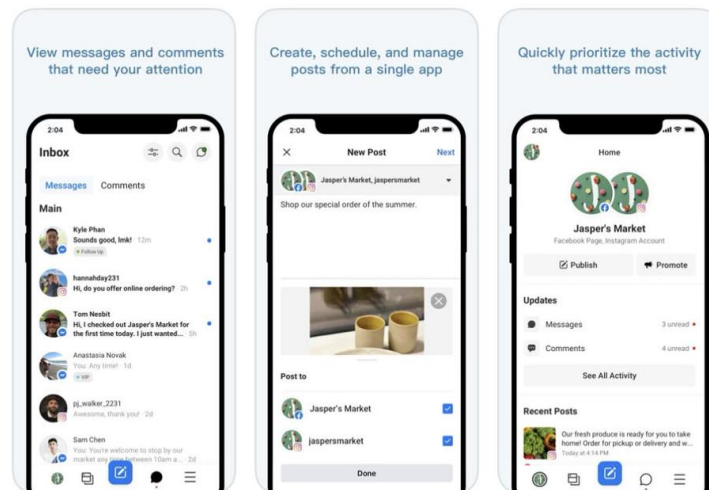 View messages and comments
that need your attention
2:04
Inbox
Messages Comments
Main
Kyle Phan
Sounds good, lmk! · 12m
Follow Up
hannahday231
Hi, do you offer online ordering? · 2h
Tom Nesbit
Hi, I checked out Jasper's Market for
the first time today. I just wanted... · 5h
Anastasia Novak
You: Any time! · 1d
VIP
pj_walker_2231
Awesome, thank you! · 2d
Sam Chen
You: You're welcome to stop by our
market any time between 10am a... · 2d
Create, schedule, and manage
posts from a single app
2:04
New Post Next
Jasper's Market, jaspersmarket
Shop our special order of the summer.
Post to
Jasper's Market
jaspersmarket
Done
Quickly prioritize the activity
that matters most
2:04
Home
Jasper's Market
Facebook Page, Instagram Account
Publish Promote
Updates
Messages 3 unread
Comments 4 unread
See All Activity
Recent Posts
Our fresh produce is ready for you to take
home! Order for pickup or delivery and w...
Today at 4:14 PM